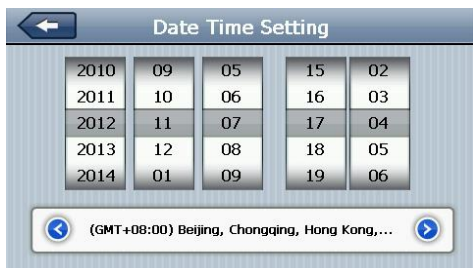 Date Time Setting
2010 09 05 15 02
2011 10 06 16 03
2012 11 07 17 04
2013 12 08 18 05
2014 01 09 19 06
(GMT+08:00) Beijing, Chongqing, Hong Kong,...